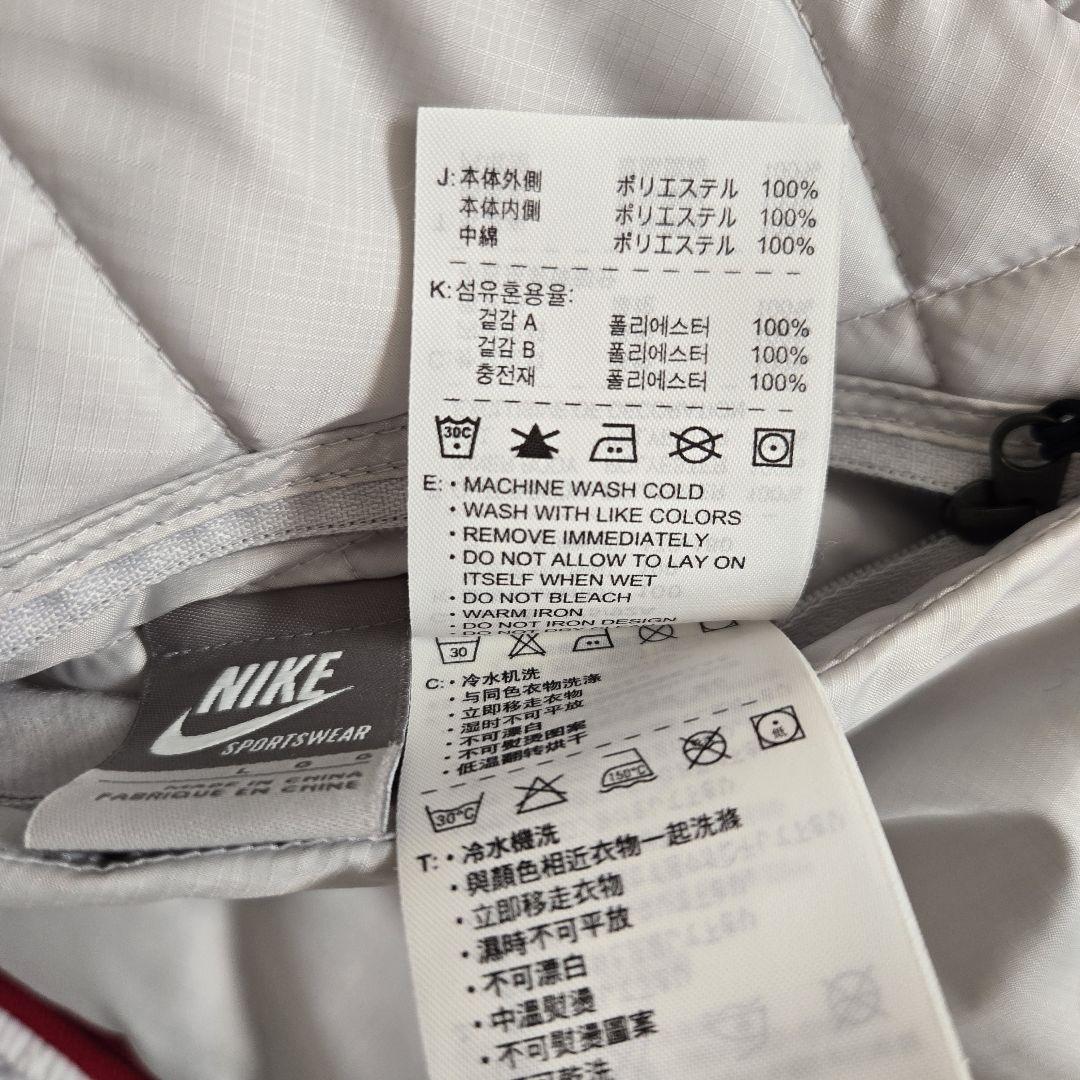 J: 本体外側 ポリエステル 100%
本体内側 ポリエステル 100%
中綿 ポリエステル 100%
K: 섬유혼용율:
겉감 A 폴리에스터 100%
겉감 B 폴리에스터 100%
충전재 폴리에스터 100%
30C
E: • MACHINE WASH COLD
• WASH WITH LIKE COLORS
• REMOVE IMMEDIATELY
• DO NOT ALLOW TO LAY ON
ITSELF WHEN WET
• DO NOT BLEACH
• WARM IRON
• DO NOT IRON DESIGN
30
C: • 冷水机洗
• 与同色衣物洗涤
• 立即移走衣物
• 湿时不可平放
• 不可漂白
• 不可熨烫图案
• 低温翻转烘干
30°C 150°C 低
T: • 冷水機洗
• 與顏色相近衣物一起洗滌
• 立即移走衣物
• 濕時不可平放
• 不可漂白
• 中溫熨燙
• 不可熨燙圖案
NIKE
SPORTSWEAR
L G G
MADE IN CHINA
FABRIQUE EN CHINE